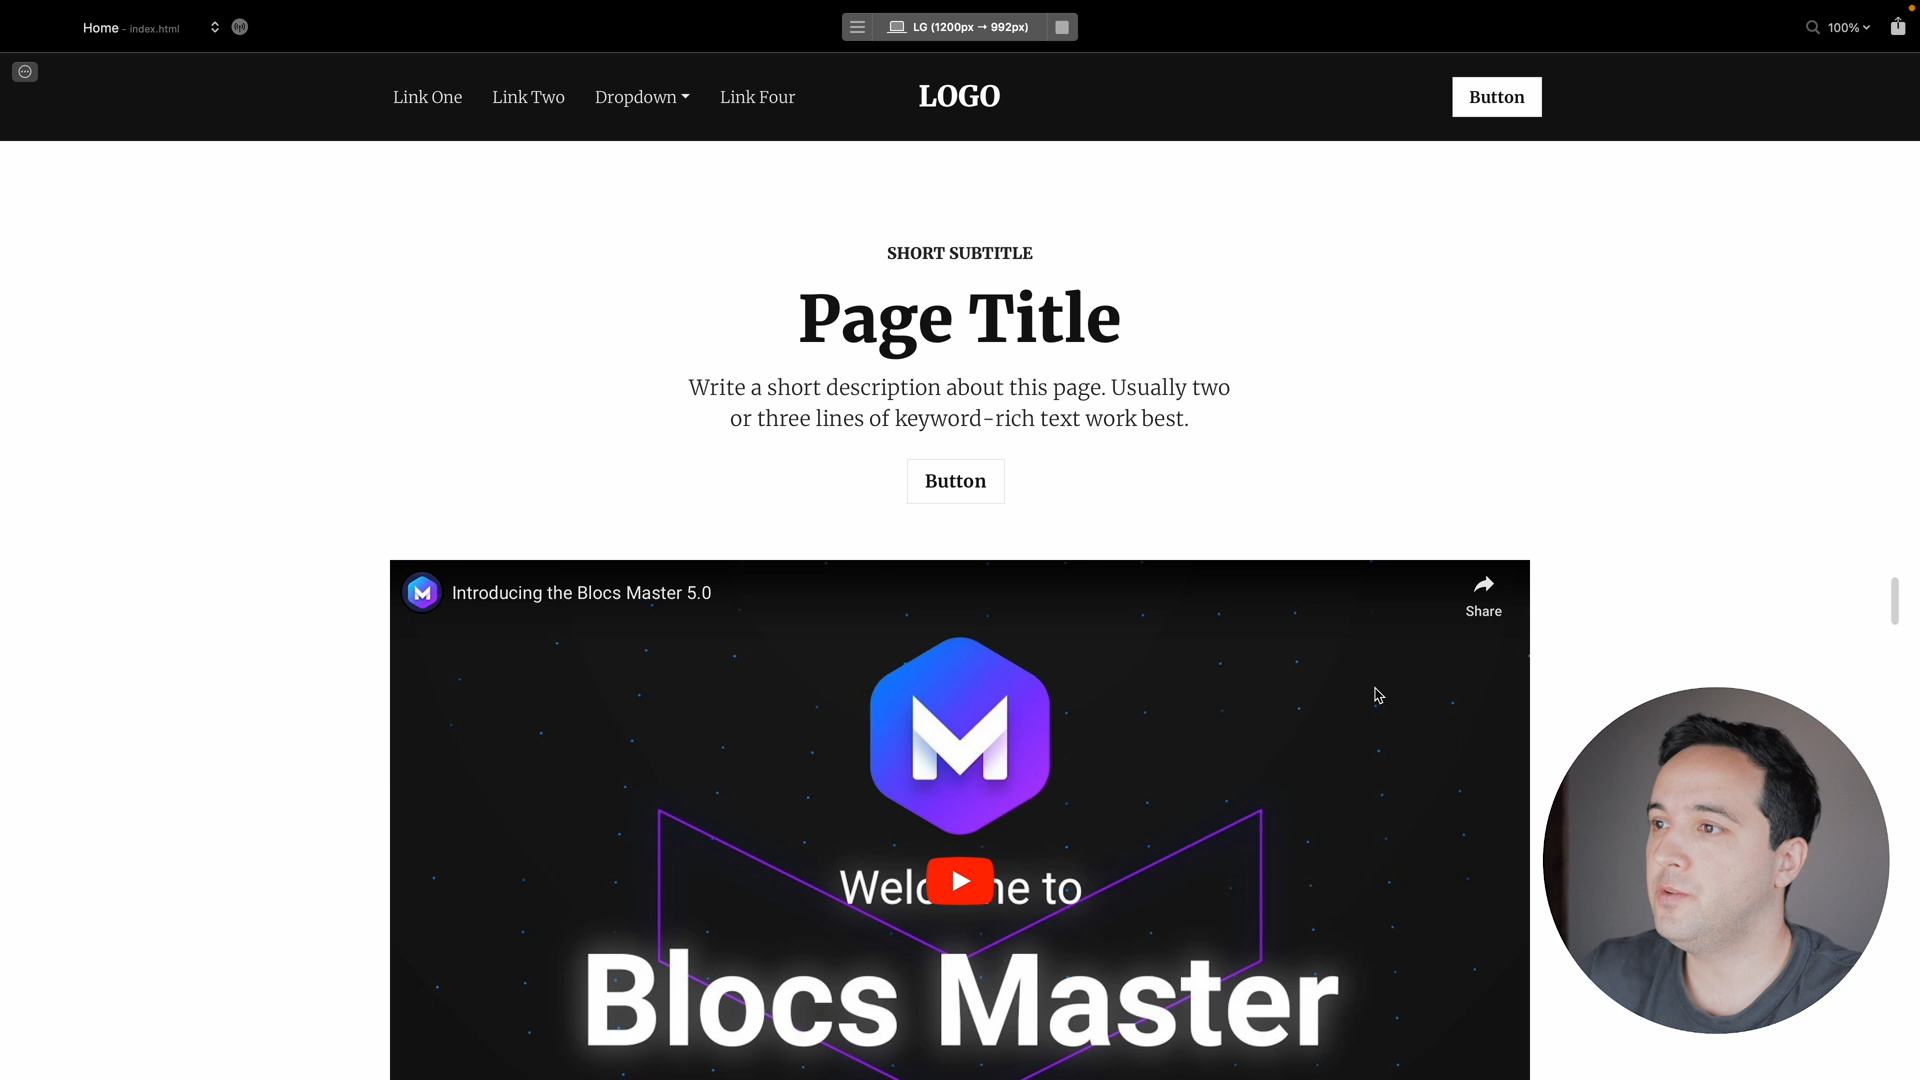 Home - index.html
LG (1200px → 992px)
100%
Link One
Link Two
Dropdown
Link Four
LOGO
Button
SHORT SUBTITLE
Page Title
Write a short description about this page. Usually two
or three lines of keyword-rich text work best.
Button
Introducing the Blocs Master 5.0
Share
Welcome to
Blocs Master